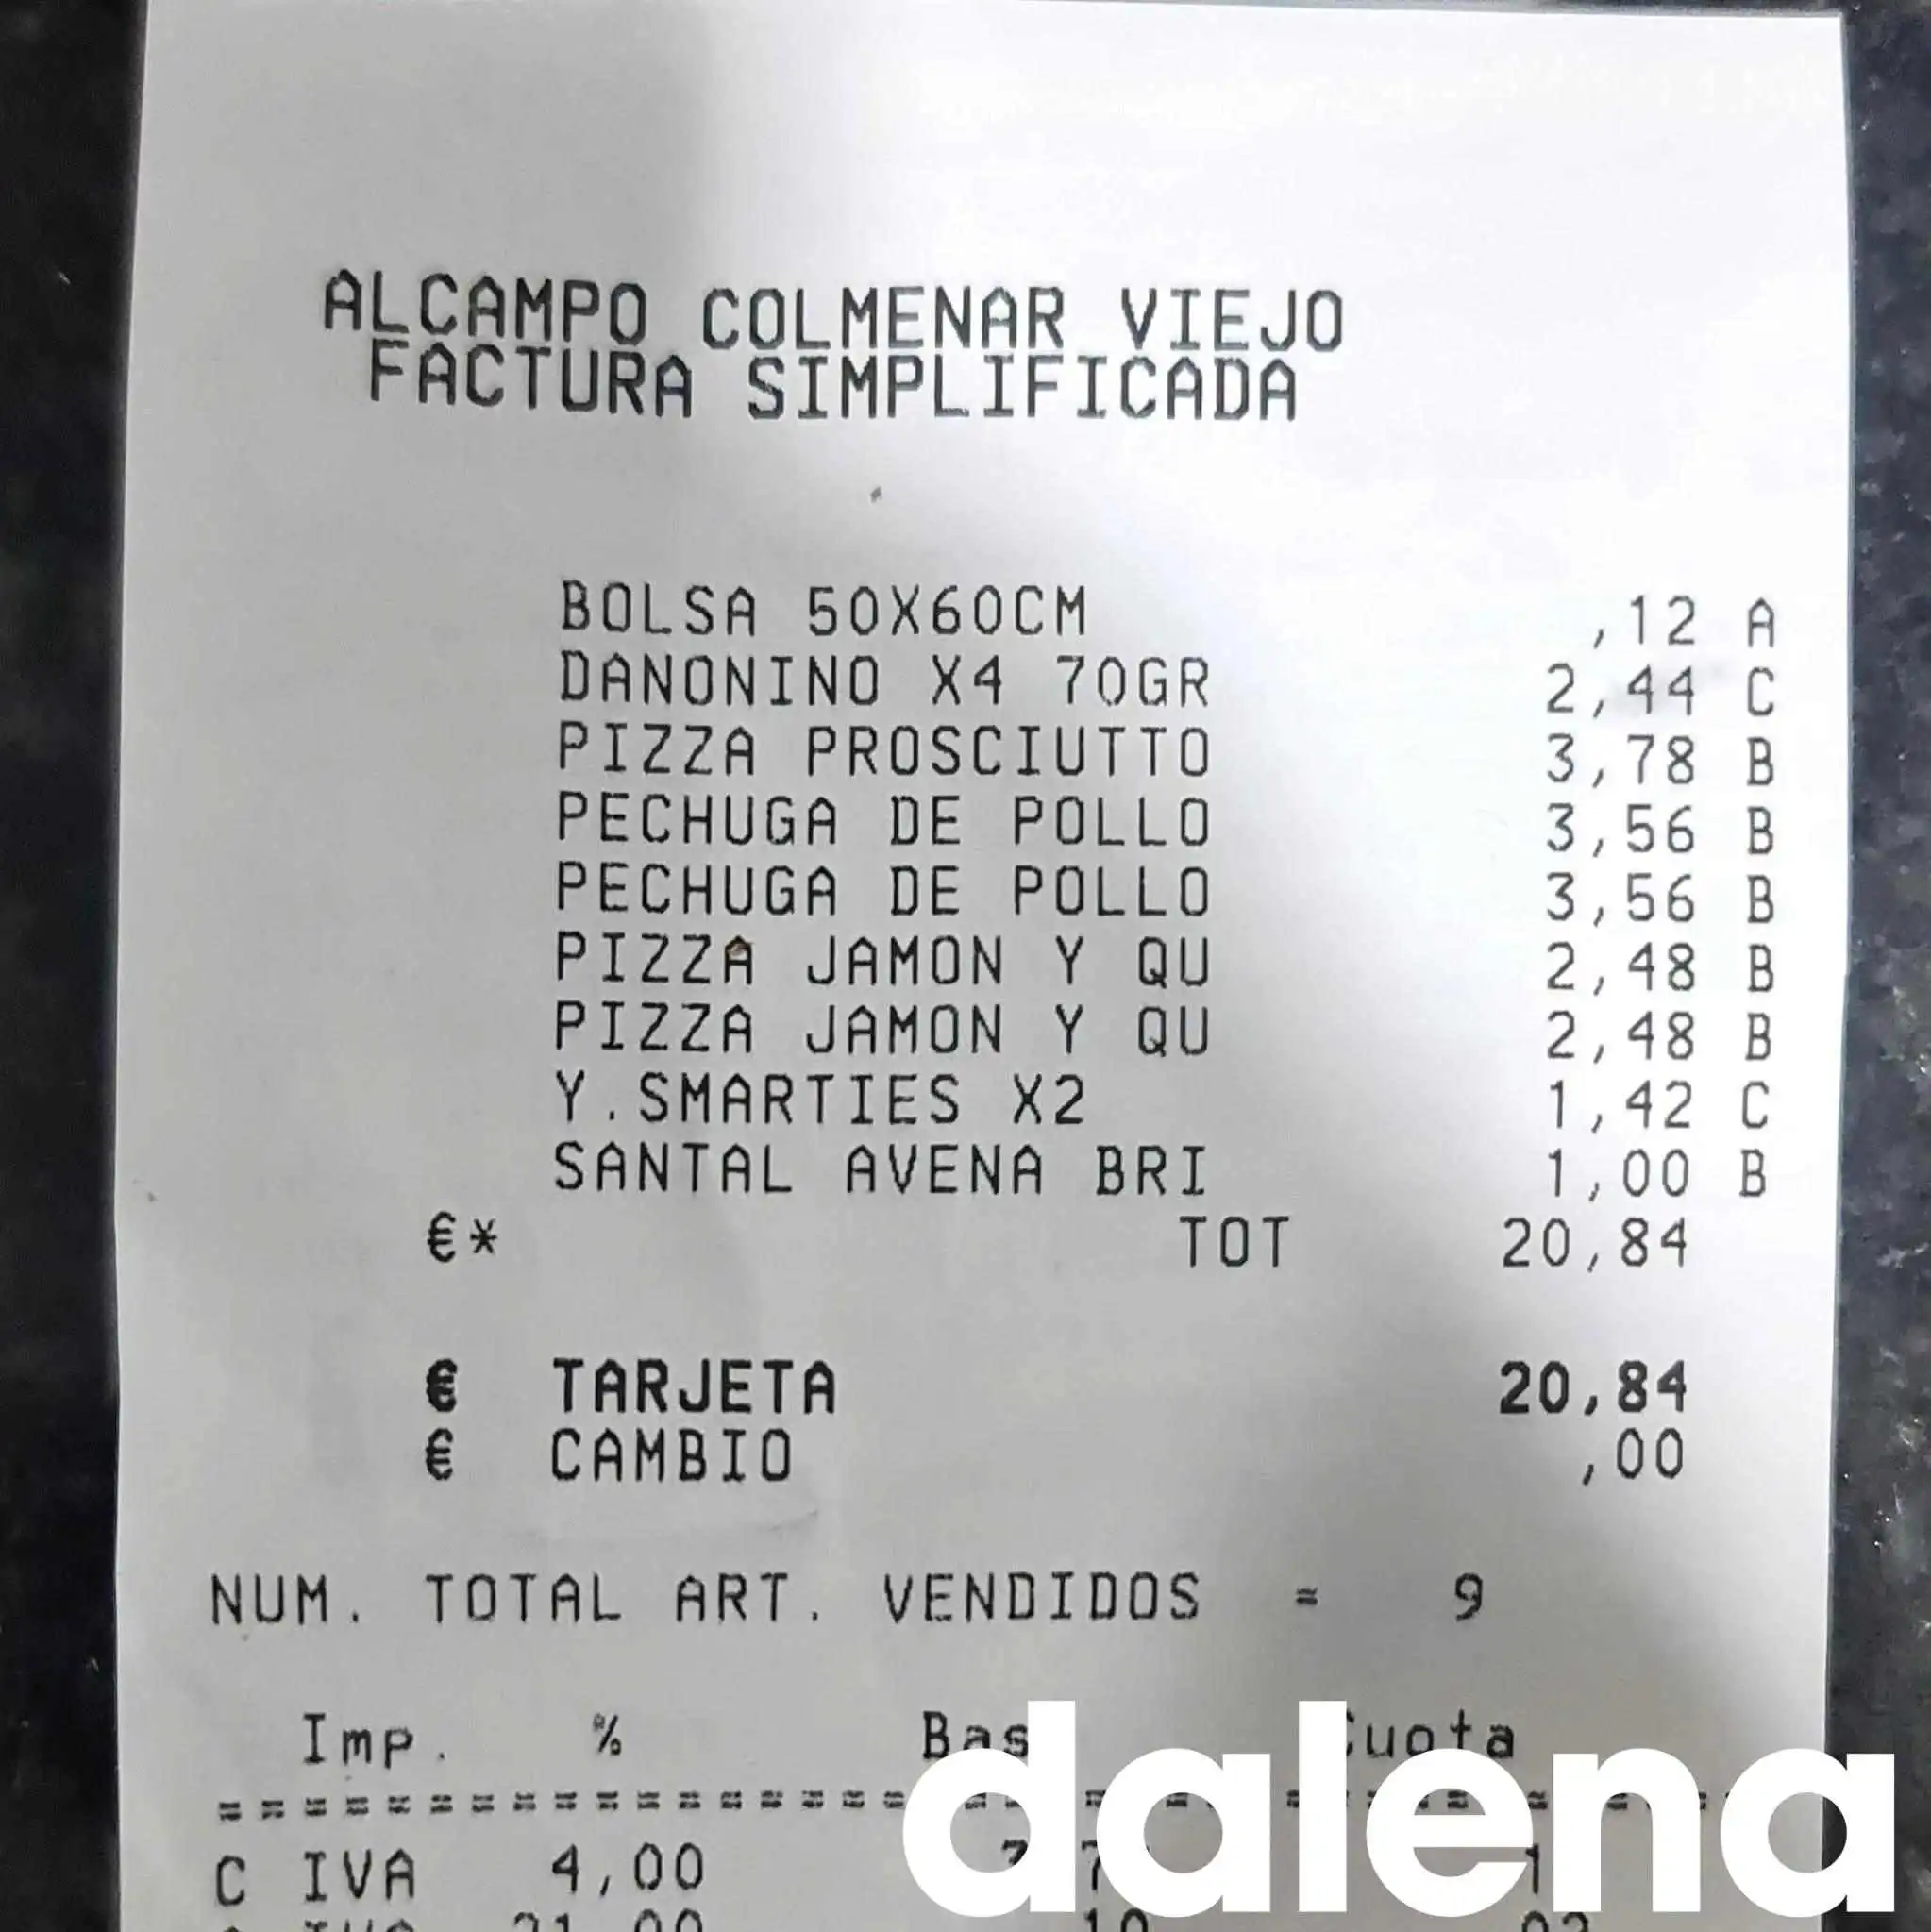 ALCAMPO COLMENAR VIEJO
FACTURA SIMPLIFICADA
BOLSA 50X60CM ,12 A
DANONINO X4 70GR 2,44 C
PIZZA PROSCIUTTO 3,78 B
PECHUGA DE POLLO 3,56 B
PECHUGA DE POLLO 3,56 B
PIZZA JAMON Y QU 2,48 B
PIZZA JAMON Y QU 2,48 B
Y.SMARTIES X2 1,42 C
SANTAL AVENA BRI 1,00 B
€* TOT 20,84
€ TARJETA 20,84
€ CAMBIO ,00
NUM. TOTAL ART. VENDIDOS = 9
Imp. %
C IVA 4,00
dalena